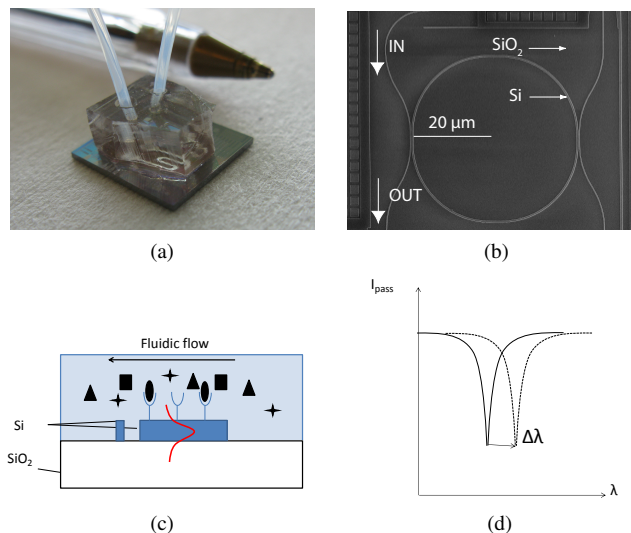 IN
SiO2
Si
20 µm
OUT
(a)
(b)
Ipass
Fluidic flow
Si
SiO2
Δλ
λ
(c)
(d)